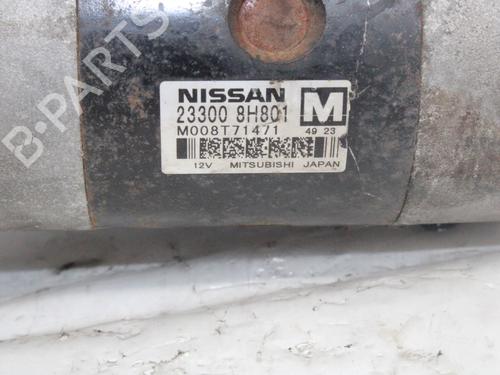 B-PARTS
NISSAN
23300 8H801 M
M008T71471 49 23
12V MITSUBISHI JAPAN